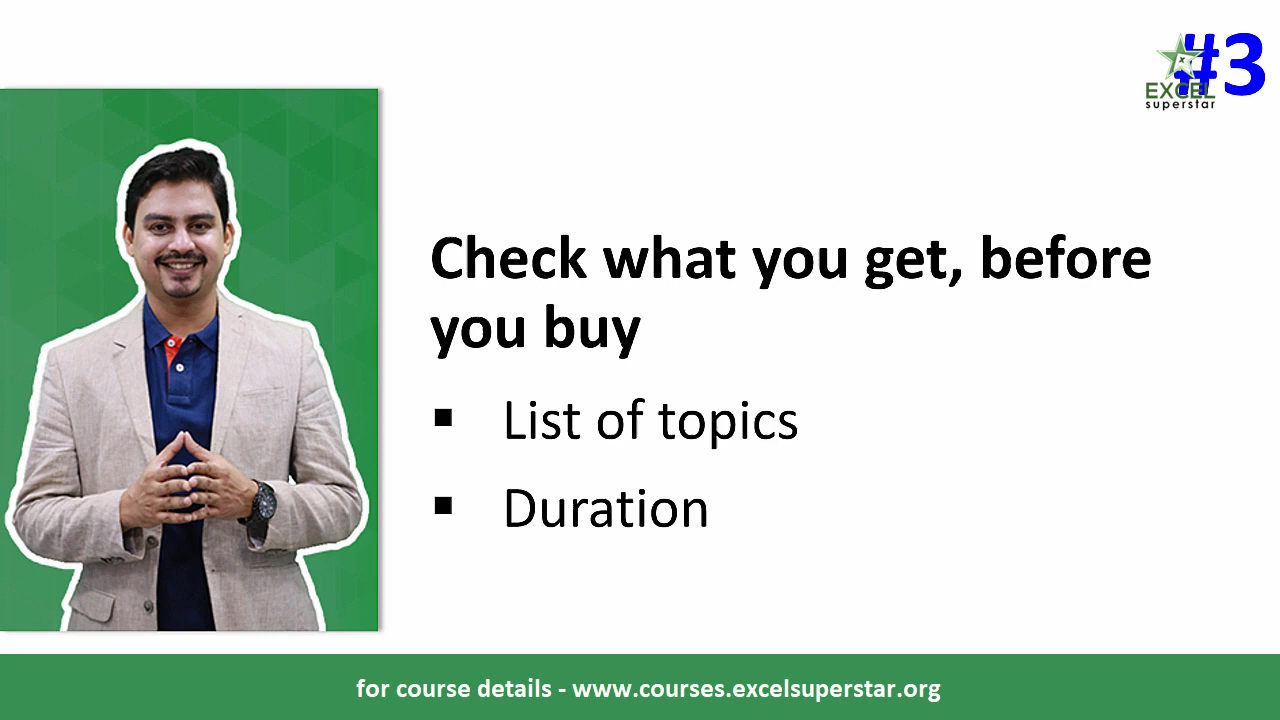 #3
EXCEL
superstar
Check what you get, before
you buy
▪ List of topics
▪ Duration
for course details - www.courses.excelsuperstar.org